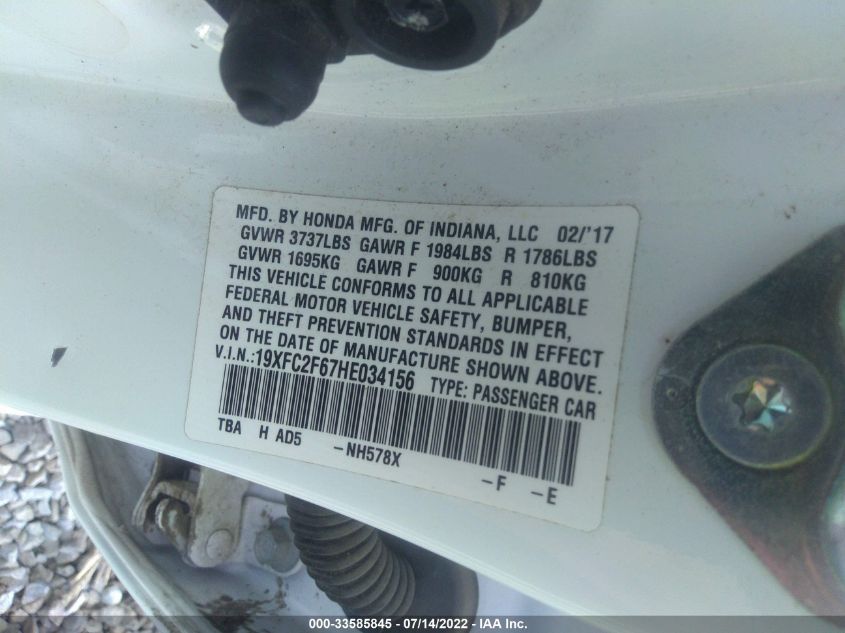 MFD. BY HONDA MFG. OF INDIANA, LLC 02/'17
GVWR 3737LBS GAWR F 1984LBS R 1786LBS
GVWR 1695KG GAWR F 900KG R 810KG
THIS VEHICLE CONFORMS TO ALL APPLICABLE
FEDERAL MOTOR VEHICLE SAFETY, BUMPER,
AND THEFT PREVENTION STANDARDS IN EFFECT
ON THE DATE OF MANUFACTURE SHOWN ABOVE.
V.I.N.:19XFC2F67HE034156 TYPE: PASSENGER CAR
TBA H AD5 -NH578X -F -E
000-33585845 - 07/14/2022 - IAA Inc.